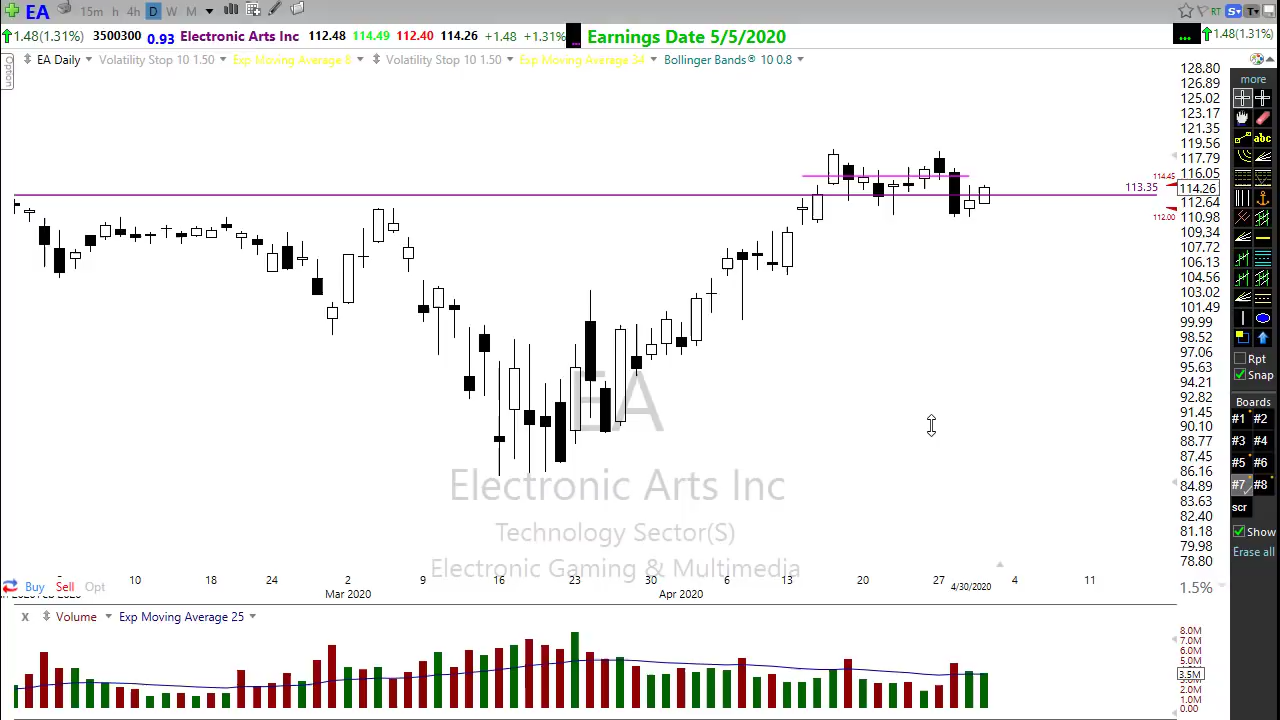 EA 15m h 4h D W M RT S T
1.48(1.31%) 3500300 0.93 Electronic Arts Inc 112.48 114.49 112.40 114.26 +1.48 +1.31% ... Earnings Date 5/5/2020 ... 1.48(1.31%)
Option
EA Daily Volatility Stop 10 1.50 Exp Moving Average 8 Volatility Stop 10 1.50 Exp Moving Average 34 Bollinger Bands® 10 0.8
128.80
126.89
125.02
123.17
121.35
119.56
117.79
116.05
114.26
112.64
110.98
109.34
107.72
106.13
104.56
103.02
101.49
99.99
98.52
97.06
95.63
94.21
92.82
91.45
90.10
88.77
87.45
86.16
84.89
83.63
82.40
81.18
79.98
78.80
114.45
113.35
112.00
more
abc
Rpt
Snap
Boards
#1 #2
#3 #4
#5 #6
#7 #8
scr
Show
Erase all
EA
Electronic Arts Inc
Technology Sector(S)
Electronic Gaming & Multimedia
10 18 24 2 9 16 23 30 6 13 20 27 4/30/2020 4 11
Buy Sell Opt
Mar 2020 April 2020
1.5%
x Volume Exp Moving Average 25
8.0M
7.0M
6.0M
5.0M
3.5M
2.0M
1.0M
0.00